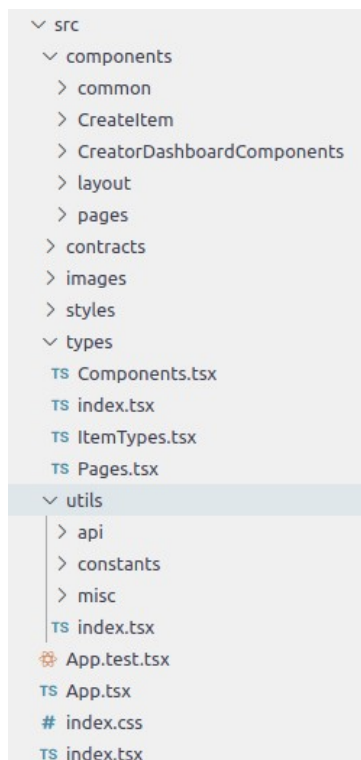 src
components
common
CreateItem
CreatorDashboardComponents
layout
pages
contracts
images
styles
types
TS Components.tsx
TS index.tsx
TS ItemTypes.tsx
TS Pages.tsx
utils
api
constants
misc
TS index.tsx
App.test.tsx
TS App.tsx
# index.css
TS index.tsx